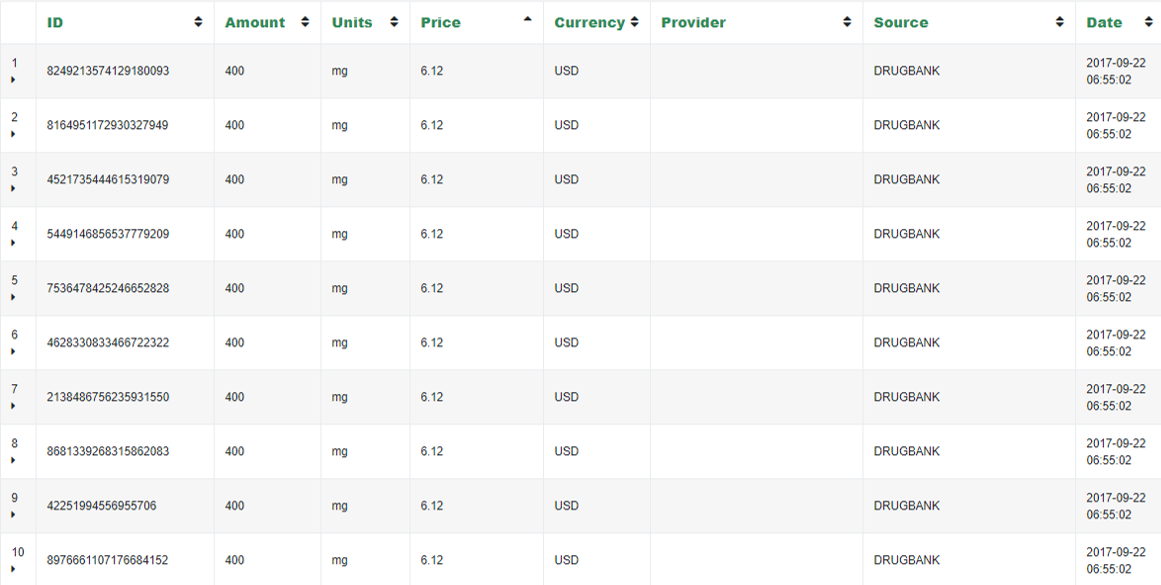 ID Amount Units Price Currency Provider Source Date
1 8249213574129180093 400 mg 6.12 USD DRUGBANK 2017-09-22
06:55:02
2 8164951172930327949 400 mg 6.12 USD DRUGBANK 2017-09-22
06:55:02
3 4521735444615319079 400 mg 6.12 USD DRUGBANK 2017-09-22
06:55:02
4 5449146856537779209 400 mg 6.12 USD DRUGBANK 2017-09-22
06:55:02
5 7536478425246652828 400 mg 6.12 USD DRUGBANK 2017-09-22
06:55:02
6 4628330833466722322 400 mg 6.12 USD DRUGBANK 2017-09-22
06:55:02
7 2138486756235931550 400 mg 6.12 USD DRUGBANK 2017-09-22
06:55:02
8 8681339268315862083 400 mg 6.12 USD DRUGBANK 2017-09-22
06:55:02
9 42251994556955706 400 mg 6.12 USD DRUGBANK 2017-09-22
06:55:02
10 8976661107176684152 400 mg 6.12 USD DRUGBANK 2017-09-22
06:55:02